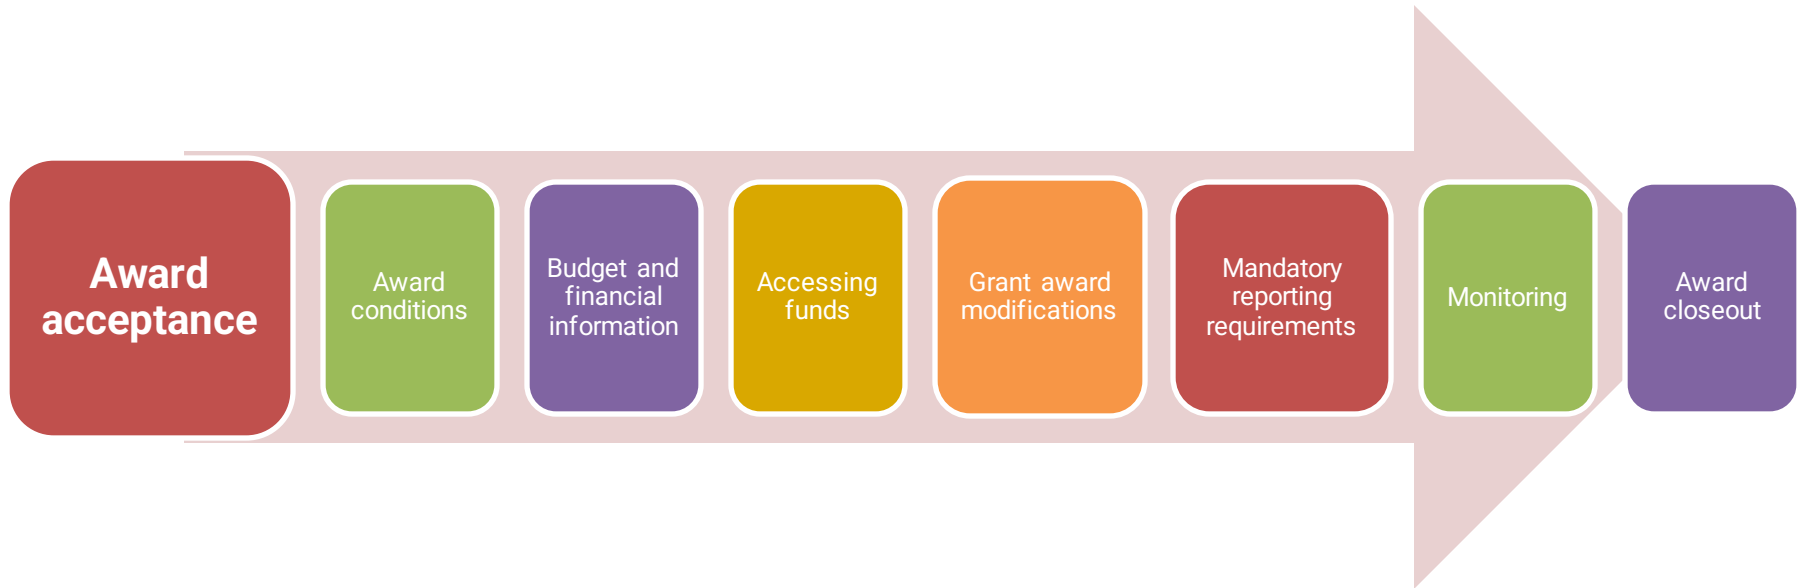 Award
acceptance
Award
conditions
Budget and
financial
information
Accessing
funds
Grant award
modifications
Mandatory
reporting
requirements
Monitoring
Award
closeout